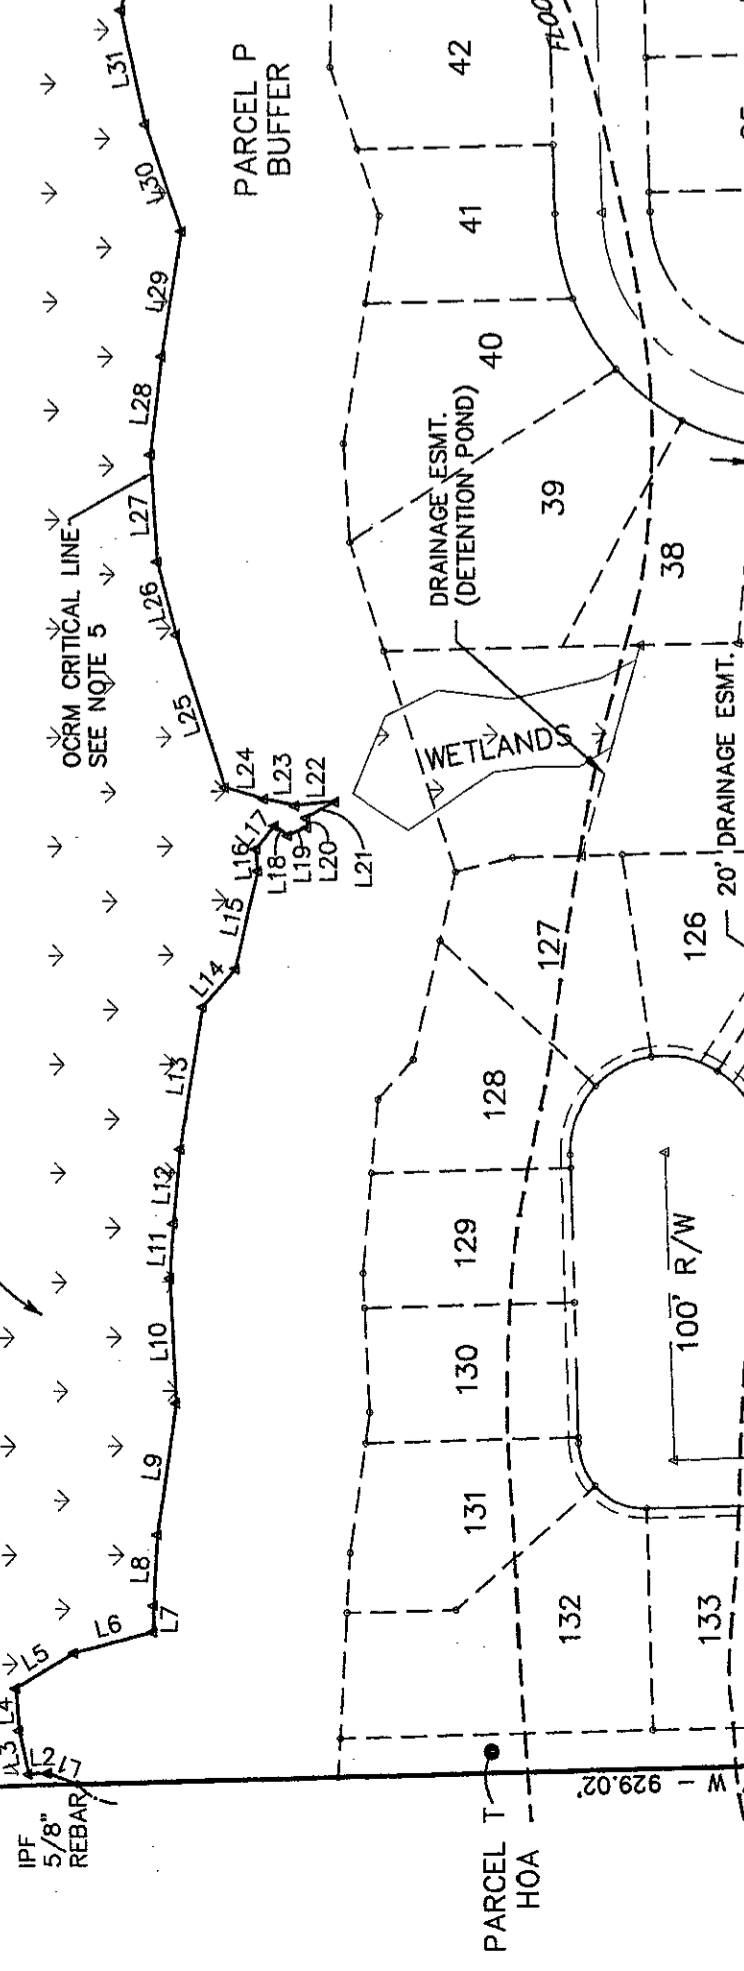 L31
L30
L29
L28
L27
L26
L25
L24
L23
L22
L21
L20
L19
L18
L17
L16
L15
L14
L13
L12
L11
L10
L9
L8
L7
L6
L5
L4
L3
L2
L1
PARCEL P
BUFFER
OCRM CRITICAL LINE
SEE NOTE 5
42
41
40
39
38
DRAINAGE ESMT.
(DETENTION POND)
WETLANDS
20' DRAINAGE ESMT.
126
127
128
129
130
131
132
133
100' R/W
IPF
5/8"
REBAR
PARCEL T
HOA
W - 929.02'